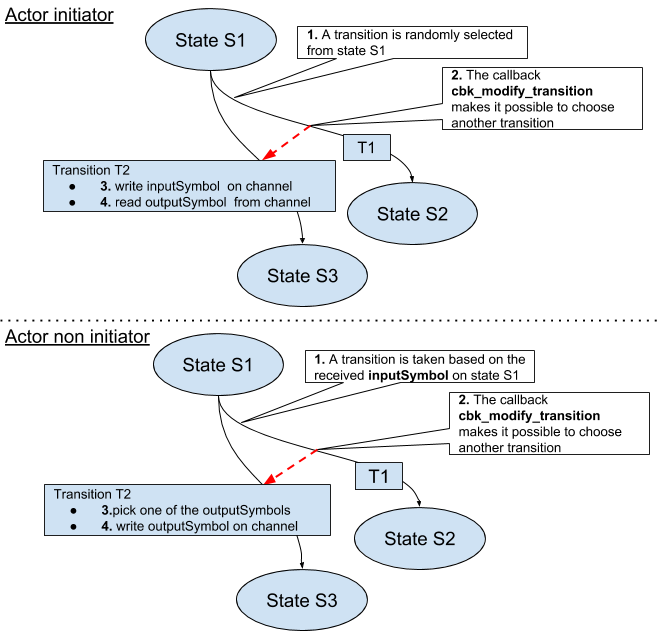 Actor initiator
State S1
1. A transition is randomly selected
from state S1
2. The callback
cbk_modify_transition
makes it possible to choose
another transition
T1
Transition T2
● 3. write inputSymbol on channel
● 4. read outputSymbol from channel
State S2
State S3
Actor non initiator
State S1
1. A transition is taken based on the
received inputSymbol on state S1
2. The callback
cbk_modify_transition
makes it possible to choose
another transition
T1
Transition T2
● 3.pick one of the outputSymbols
● 4. write outputSymbol on channel
State S2
State S3